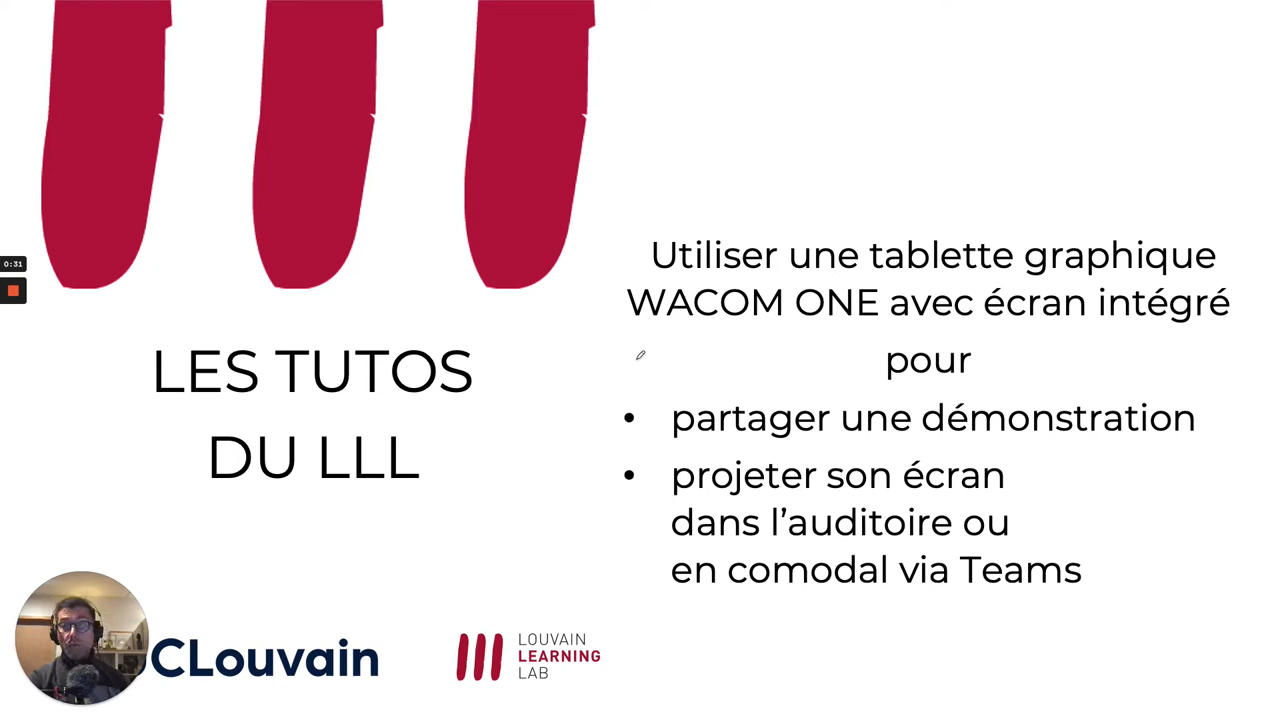 0:31
LES TUTOS
DU LLL
Utiliser une tablette graphique
WACOM ONE avec écran intégré
pour
• partager une démonstration
• projeter son écran
dans l’auditoire ou
en comodal via Teams
CLouvain
LOUVAIN
LEARNING
LAB